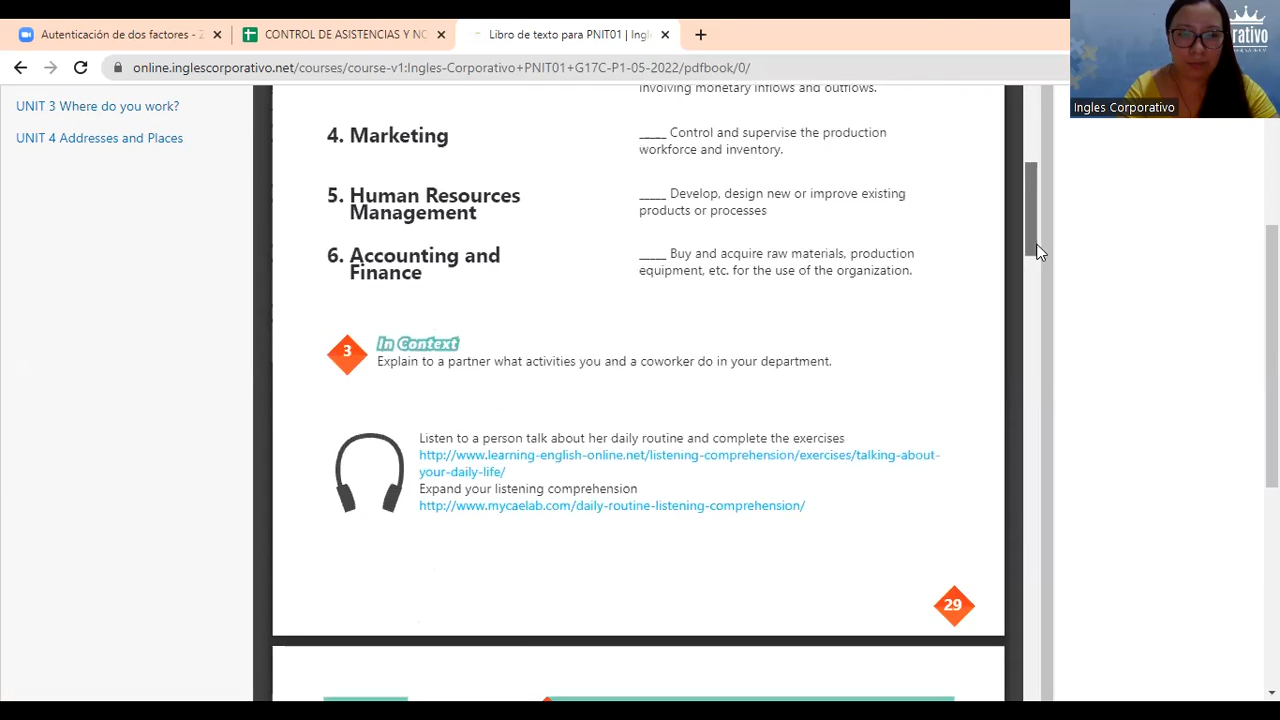 Autenticación de dos factores - Z
CONTROL DE ASISTENCIAS Y NO
Libro de texto para PNIT01 | Ingl
online.inglescorporativo.net/courses/course-v1:Ingles-Corporativo+PNIT01+G17C-P1-05-2022/pdfbook/0/
rativo
Ingles Corporativo
UNIT 3 Where do you work?
UNIT 4 Addresses and Places
involving monetary inflows and outflows.
4. Marketing
_____ Control and supervise the production
workforce and inventory.
5. Human Resources
Management
_____ Develop, design new or improve existing
products or processes
6. Accounting and
Finance
_____ Buy and acquire raw materials, production
equipment, etc. for the use of the organization.
3
In Context
Explain to a partner what activities you and a coworker do in your department.
Listen to a person talk about her daily routine and complete the exercises
http://www.learning-english-online.net/listening-comprehension/exercises/talking-about-
your-daily-life/
Expand your listening comprehension
http://www.mycaelab.com/daily-routine-listening-comprehension/
29